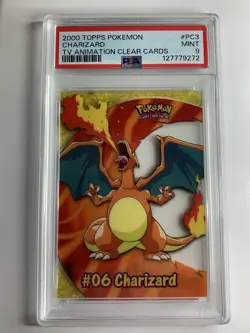 2000 TOPPS POKEMON #PC3
CHARIZARD MINT
TV ANIMATION CLEAR CARDS 9
PSA 127779272
POKéMON
#06 Charizard